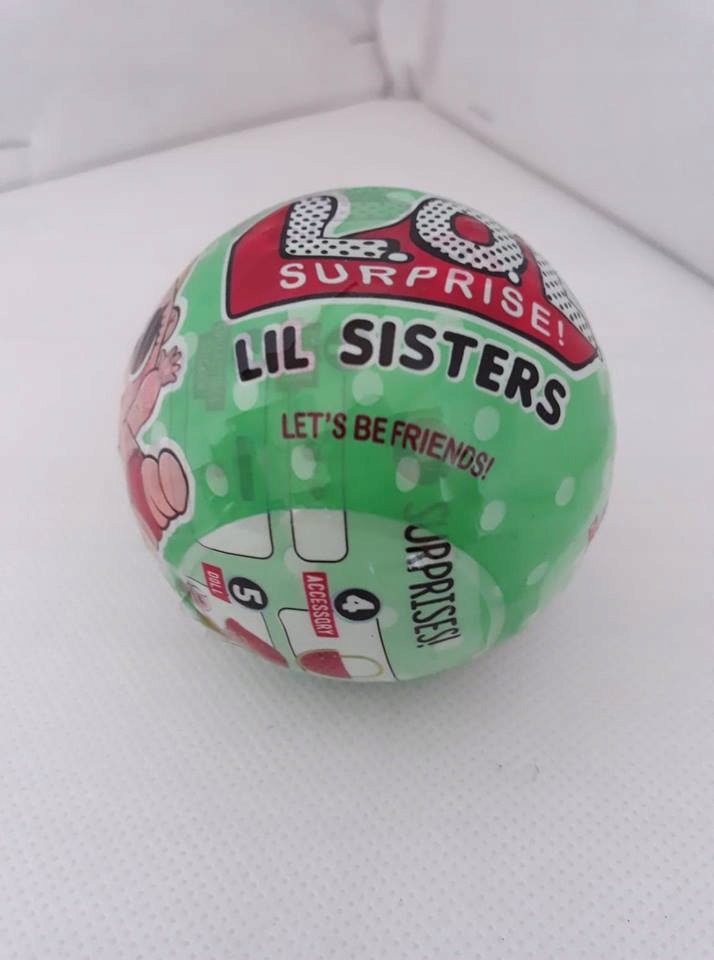 L.O.L
SURPRISE!
LIL SISTERS
LET'S BE FRIENDS!
SURPRISES!
4
ACCESSORY
5
DOLL